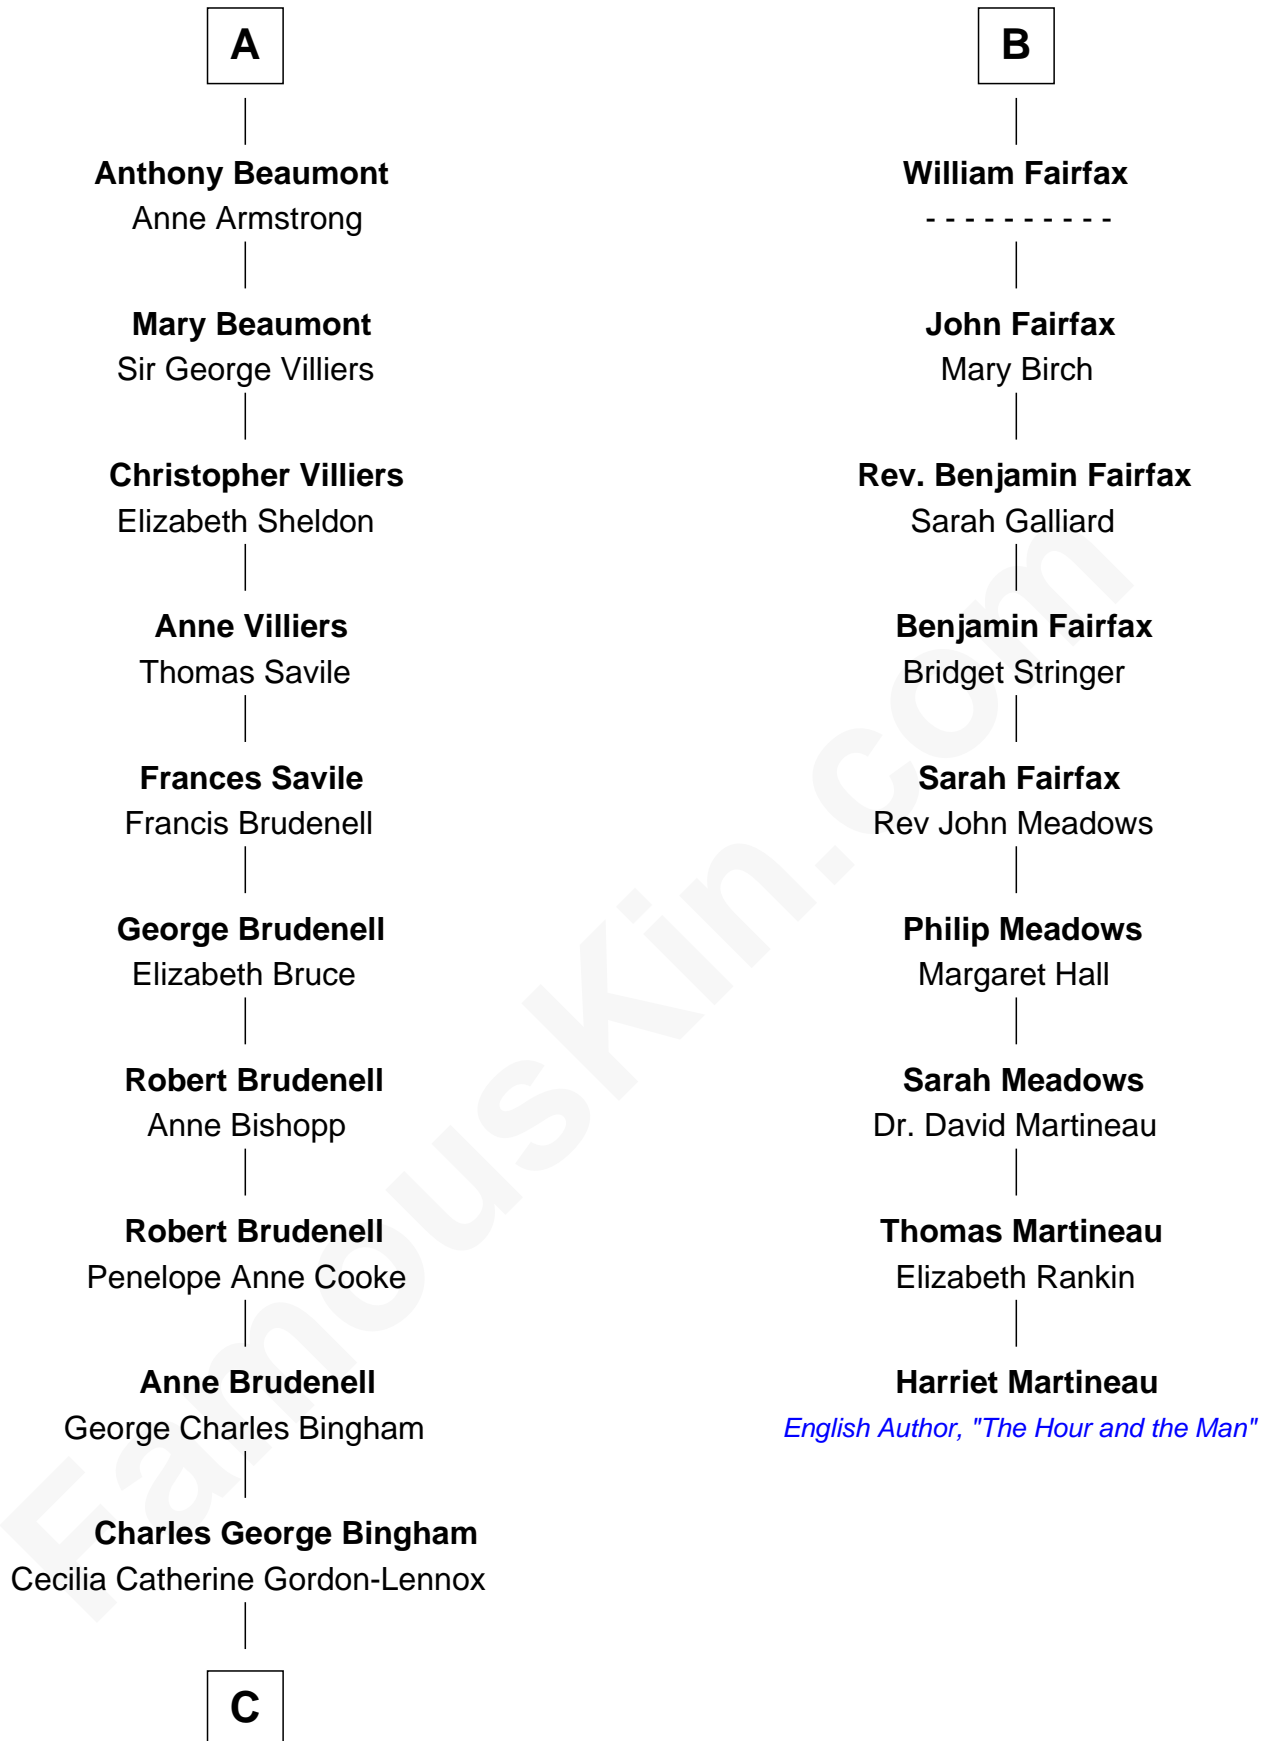 A
Anthony Beaumont
Anne Armstrong
Mary Beaumont
Sir George Villiers
Christopher Villiers
Elizabeth Sheldon
Anne Villiers
Thomas Savile
Frances Savile
Francis Brudenell
George Brudenell
Elizabeth Bruce
Robert Brudenell
Anne Bishopp
Robert Brudenell
Penelope Anne Cooke
Anne Brudenell
George Charles Bingham
Charles George Bingham
Cecilia Catherine Gordon-Lennox
C
B
William Fairfax
- - - - - - - - - -
John Fairfax
Mary Birch
Rev. Benjamin Fairfax
Sarah Galliard
Benjamin Fairfax
Bridget Stringer
Sarah Fairfax
Rev John Meadows
Philip Meadows
Margaret Hall
Sarah Meadows
Dr. David Martineau
Thomas Martineau
Elizabeth Rankin
Harriet Martineau
English Author, "The Hour and the Man"
FamousKin.com